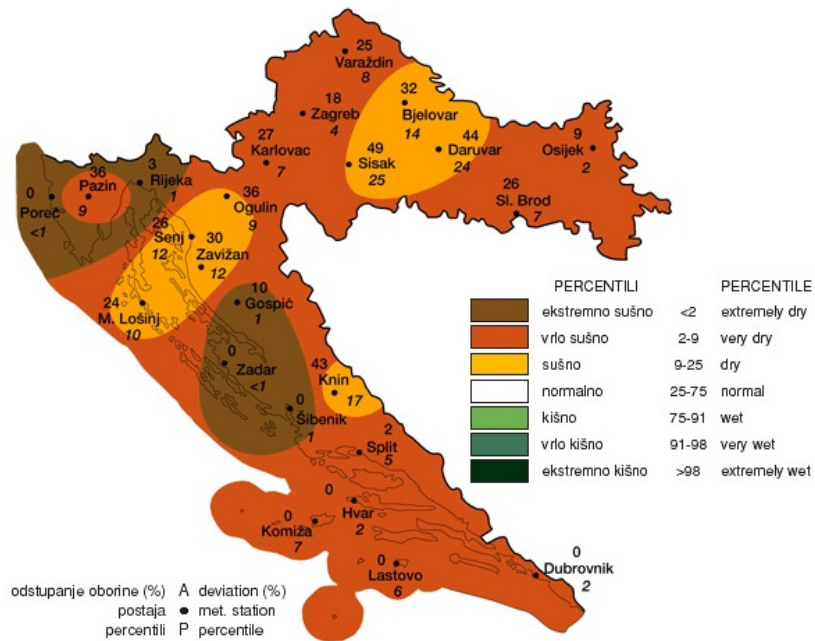 25
Varaždin
8
18
Zagreb
4
32
Bjelovar
14
27
Karlovac
7
49
Sisak
25
44
Daruvar
24
9
Osijek
2
26
Sl. Brod
7
36
Pazin
9
3
Rijeka
1
0
Poreč
<1
36
Ogulin
9
26
Senj
12
30
Zavižan
12
24
M. Lošinj
10
10
Gospić
1
0
Zadar
<1
43
Knin
17
0
Šibenik
1
2
Split
5
0
Hvar
2
0
Komiža
7
0
Lastovo
6
0
Dubrovnik
2
PERCENTILI PERCENTILE
ekstremno sušno <2 extremely dry
vrlo sušno 2-9 very dry
sušno 9-25 dry
normalno 25-75 normal
kišno 75-91 wet
vrlo kišno 91-98 very wet
ekstremno kišno >98 extremely wet
odstupanje oborine (%) A deviation (%)
postaja ● met. station
percentili P percentile